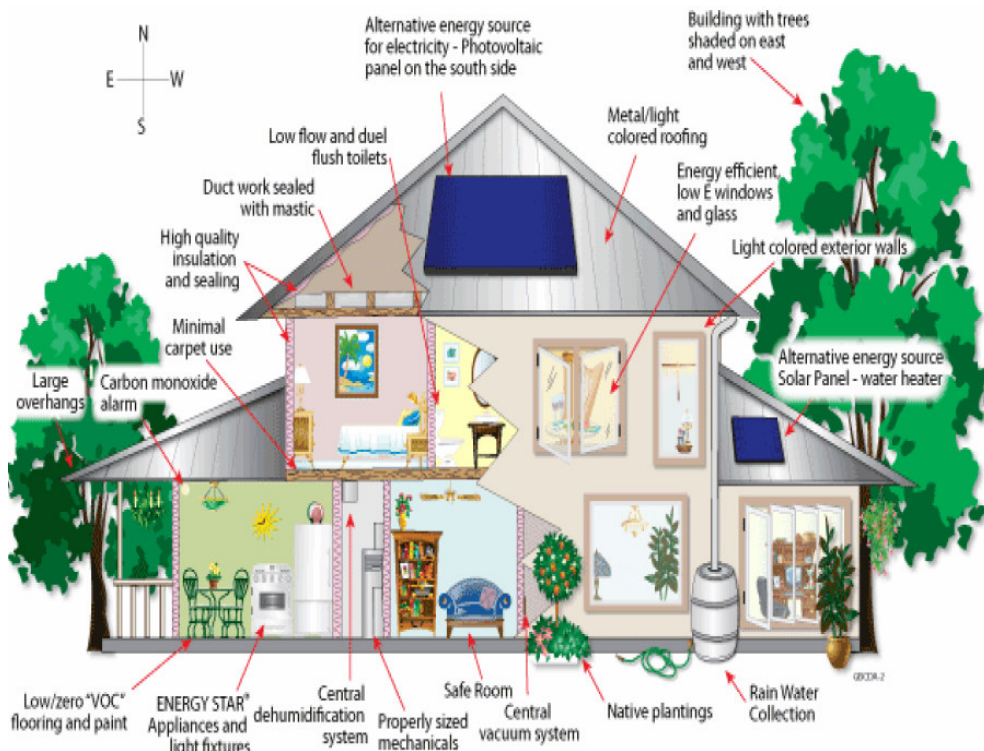 N
E
W
S
Alternative energy source
for electricity - Photovoltaic
panel on the south side
Building with trees
shaded on east
and west
Low flow and duel
flush toilets
Metal/light
colored roofing
Duct work sealed
with mastic
Energy efficient,
low E windows
and glass
High quality
insulation
and sealing
Light colored exterior walls
Minimal
carpet use
Alternative energy source
Solar Panel - water heater
Large
overhangs
Carbon monoxide
alarm
Low/zero "VOC"
flooring and paint
ENERGY STAR®
Appliances and
light fixtures
Central
dehumidification
system
Properly sized
mechanicals
Safe Room
Central
vacuum system
Native plantings
Rain Water
Collection